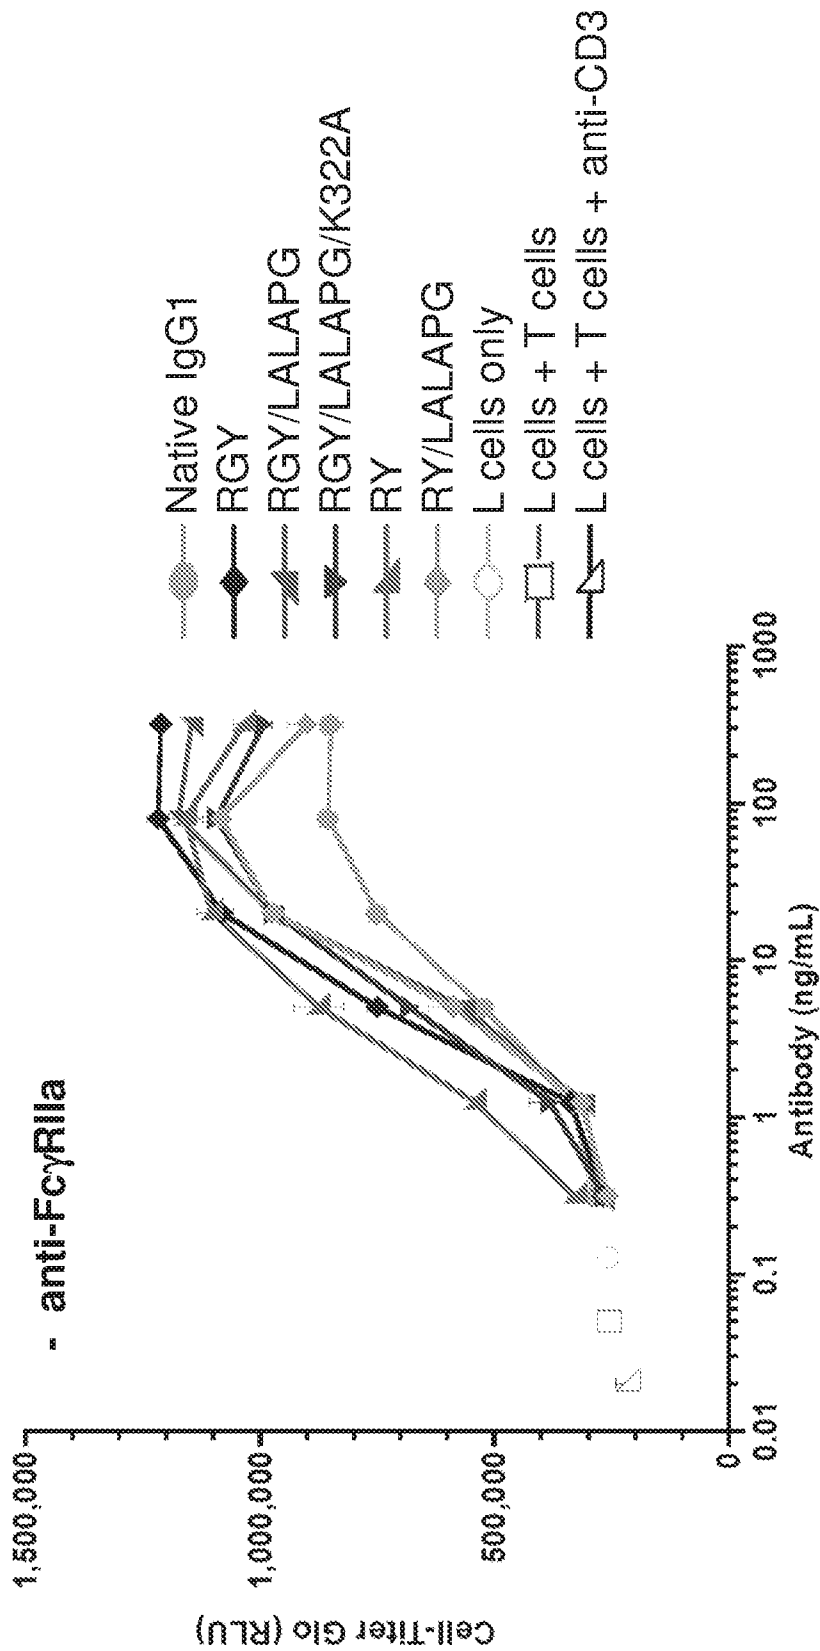 - anti-FcγRIIa
1,500,000
1,000,000
500,000
0
Cell-Titer Glo (RLU)
0.01
0.1
1
10
100
1000
Antibody (ng/mL)
Native IgG1
RGY
RGY/LALAPG
RGY/LALAPG/K322A
RY
RY/LALAPG
L cells only
L cells + T cells
L cells + T cells + anti-CD3